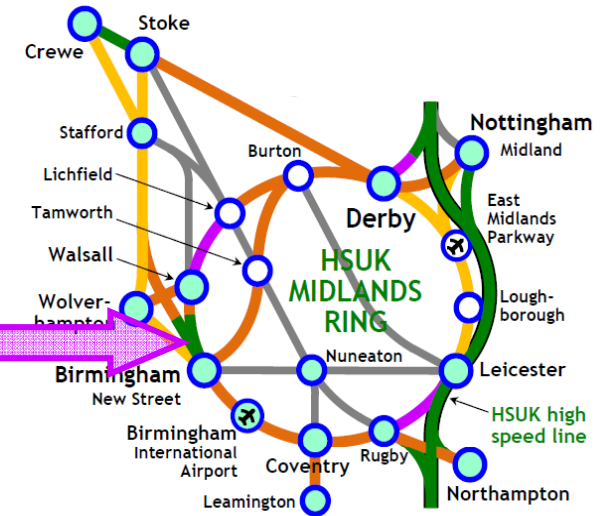 Stoke
Crewe
Stafford
Lichfield
Tamworth
Walsall
Wolver-
hampton
Birmingham
New Street
Birmingham
International
Airport
Coventry
Leamington
Burton
Derby
Nottingham
Midland
East
Midlands
Parkway
HSUK
MIDLANDS
RING
Lough-
borough
Nuneaton
Leicester
Rugby
HSUK high
speed line
Northampton